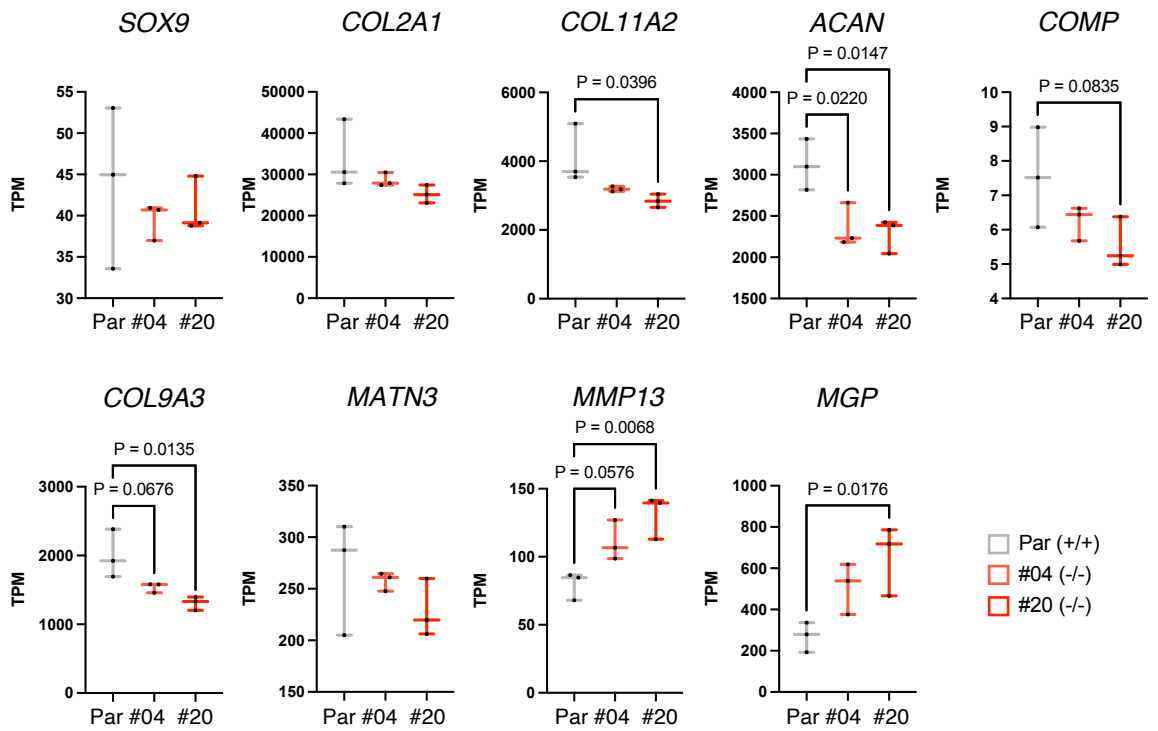 SOX9
COL2A1
COL11A2
ACAN
COMP
P = 0.0147
P = 0.0396
P = 0.0835
P = 0.0220
TPM
55
50
45
40
35
30
Par #04 #20
TPM
50000
40000
30000
20000
10000
0
Par #04 #20
TPM
6000
4000
2000
0
Par #04 #20
TPM
4000
3500
3000
2500
2000
1500
Par #04 #20
TPM
10
9
8
7
6
5
4
Par #04 #20
COL9A3
MATN3
MMP13
MGP
P = 0.0135
P = 0.0676
TPM
3000
2000
1000
0
Par #04 #20
TPM
350
300
250
200
150
Par #04 #20
P = 0.0068
P = 0.0576
TPM
150
100
50
0
Par #04 #20
P = 0.0176
TPM
1000
800
600
400
200
0
Par #04 #20
Par (+/+)
#04 (-/-)
#20 (-/-)